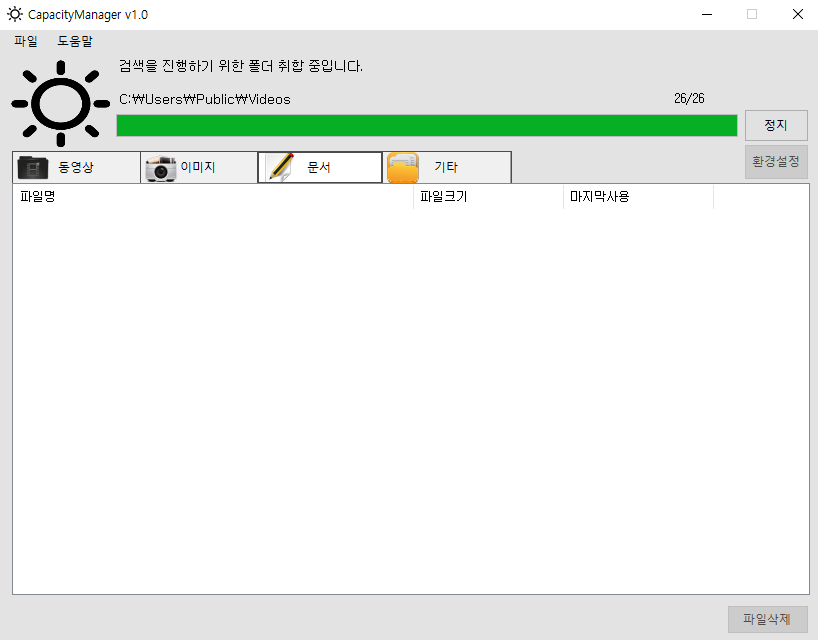 CapacityManager v1.0
파일 도움말
검색을 진행하기 위한 폴더 취합 중입니다.
C:₩Users₩Public₩Videos 26/26
정지
동영상 이미지 문서 기타 환경설정
파일명 파일크기 마지막사용
파일삭제